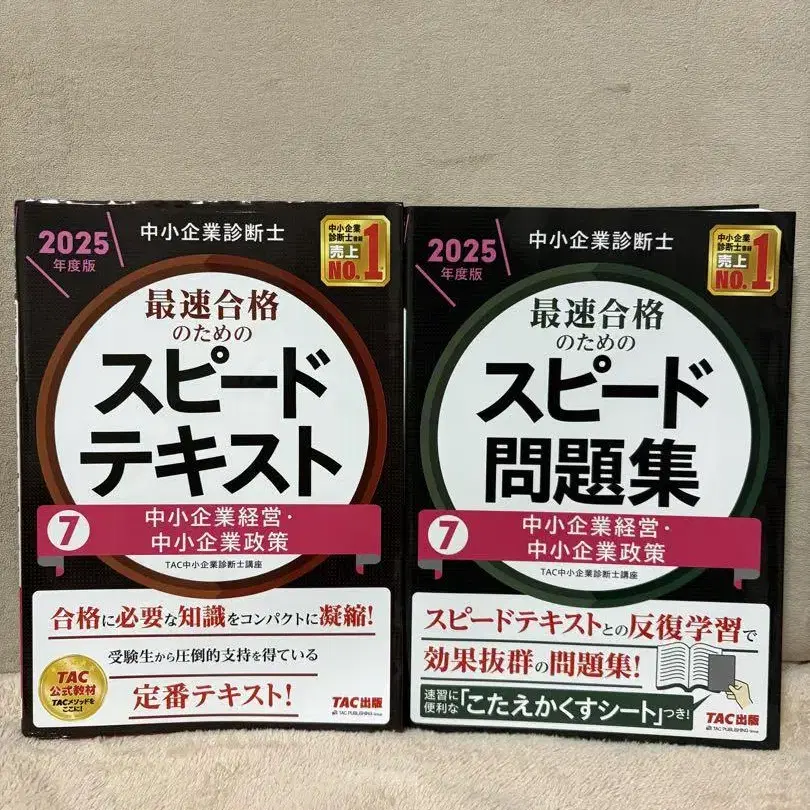 2025
年度版
中小企業診断士
中小企業
診断士書籍
売上
NO.1
最速合格
のための
スピード
テキスト
7
中小企業経営・
中小企業政策
TAC中小企業診断士講座
合格に必要な知識をコンパクトに凝縮!
受験生から圧倒的支持を得ている
定番テキスト!
TAC
公式教材
TACメソッドを
ここに!
TAC出版
TAC PUBLISHING Group
2025
年度版
中小企業診断士
中小企業
診断士書籍
売上
NO.1
最速合格
のための
スピード
問題集
7
中小企業経営・
中小企業政策
TAC中小企業診断士講座
スピードテキストとの反復学習で
効果抜群の問題集!
速習に
便利な「こたえかくすシート」つき!
TAC出版
TAC PUBLISHING Group